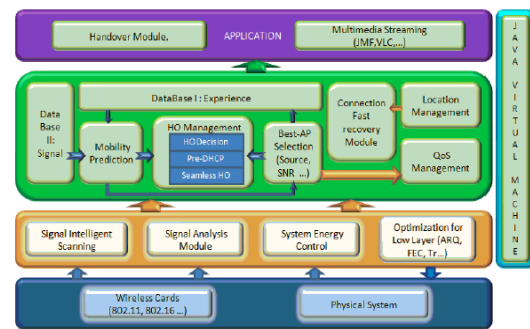 Handover Module,
APPLICATION
Multimedia Streaming
(JMF,VLC,...)
DataBase I : Experience
Data
Base
II:
Signal
Mobility
Prediction
HO Management
HO Decision
Pre-DHCP
Seamless HO
Best-AP
Selection
(Source,
SNR ...)
Connection
Fast
recovery
Module
Location
Management
QoS
Management
Signal Intelligent
Scanning
Signal Analysis
Module
System Energy
Control
Optimization for
Low Layer (ARQ,
FEC, Tr...)
Wireless Cards
(802.11, 802.16 ...)
Physical System
JAVA VIRTUAL MACHINE